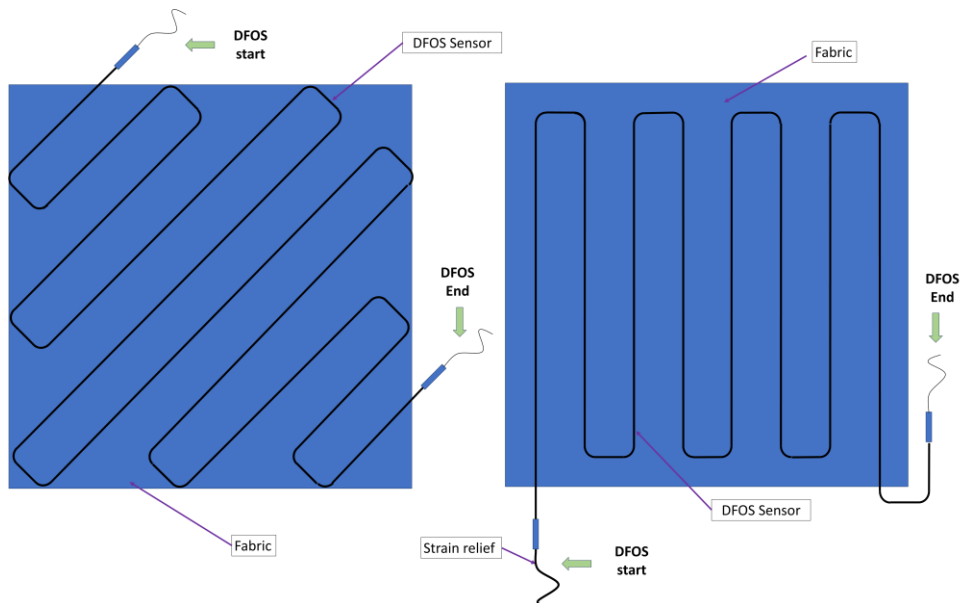 DFOS
start
DFOS Sensor
Fabric
DFOS
End
DFOS
End
DFOS Sensor
Fabric
Strain relief
DFOS
start